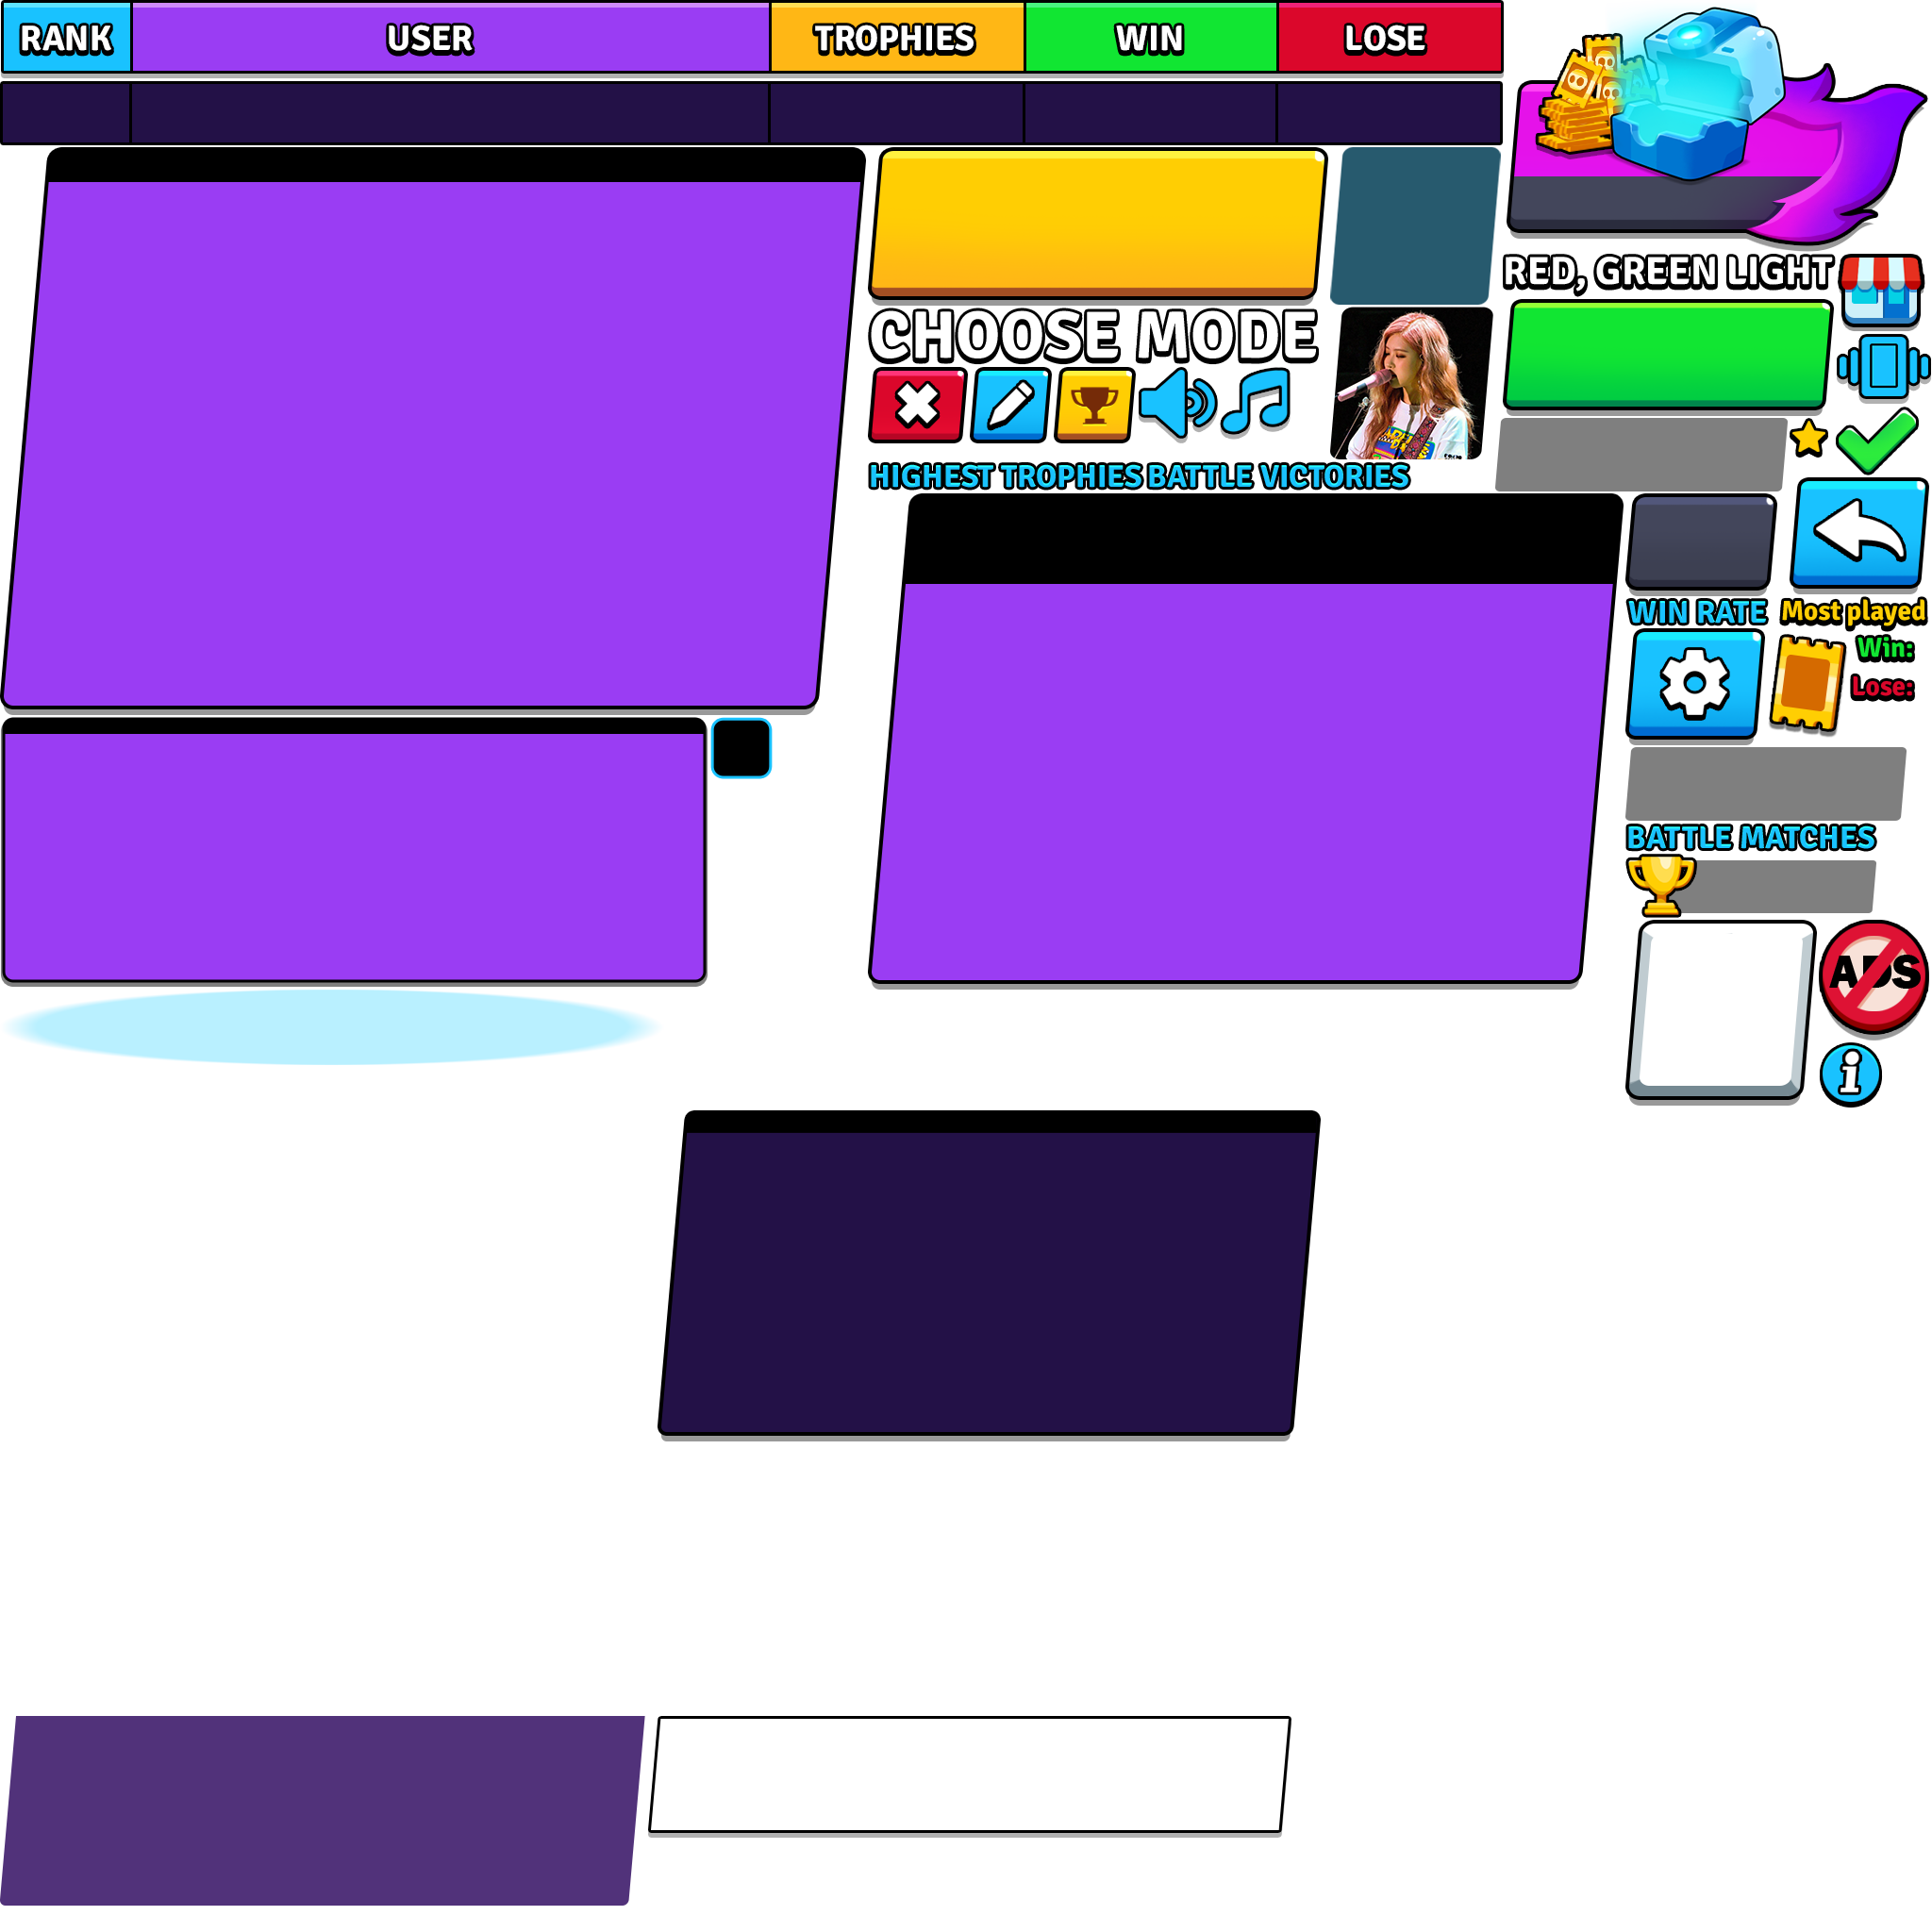 RANK USER TROPHIES WIN LOSE
RED, GREEN LIGHT
CHOOSE MODE
HIGHEST TROPHIES BATTLE VICTORIES
WIN RATE Most played
Win:
Lose:
BATTLE MATCHES
ADS